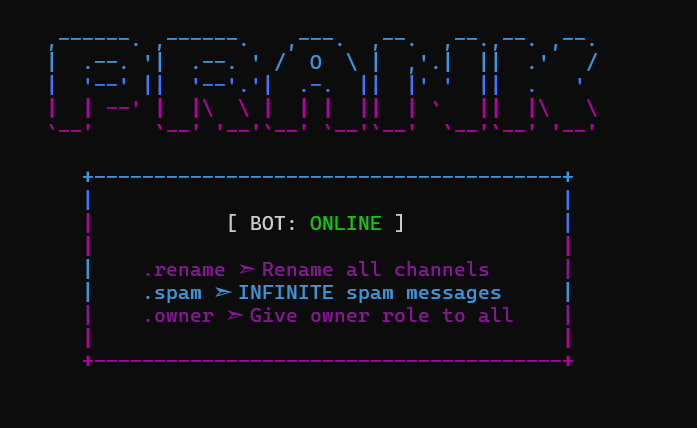 PRANK
[ BOT: ONLINE ]
.rename ➣ Rename all channels
.spam ➣ INFINITE spam messages
.owner ➣ Give owner role to all